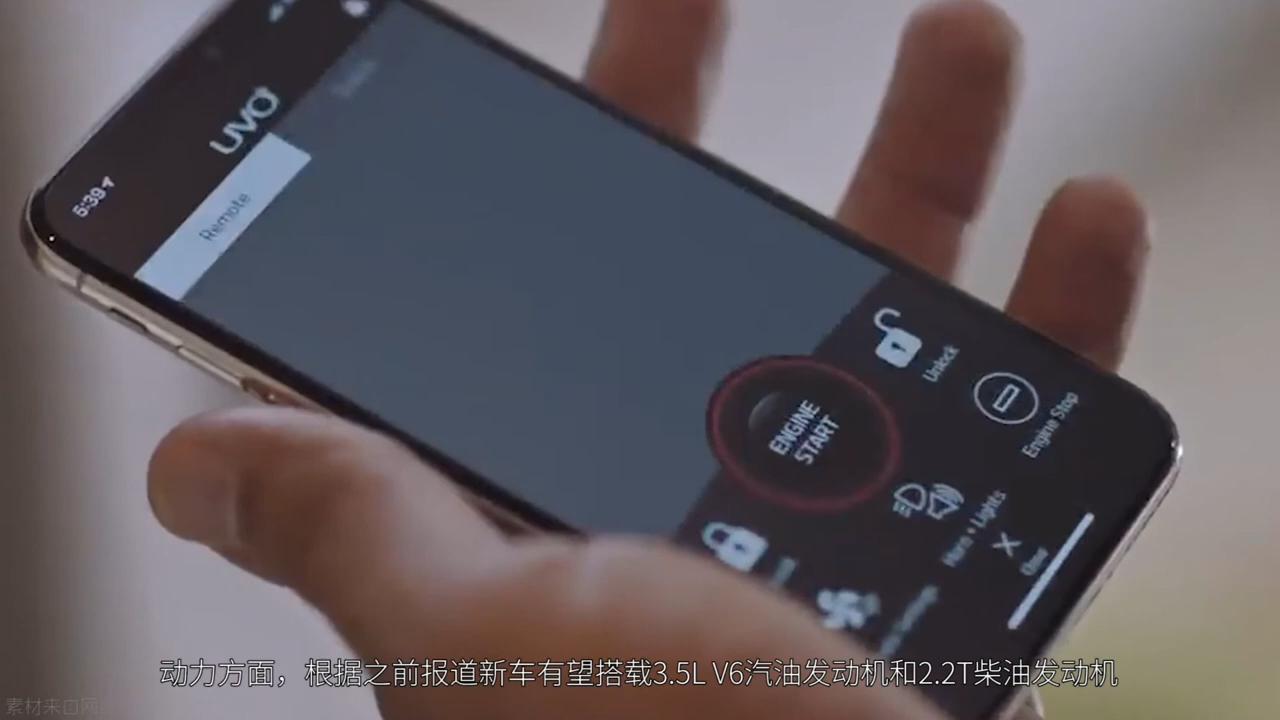 5:39
UVO
Remote
Unlock
ENGINE
START
Engine Stop
Horn + Lights
Close
动力方面，根据之前报道新车有望搭载3.5L V6汽油发动机和2.2T柴油发动机
素材来自网